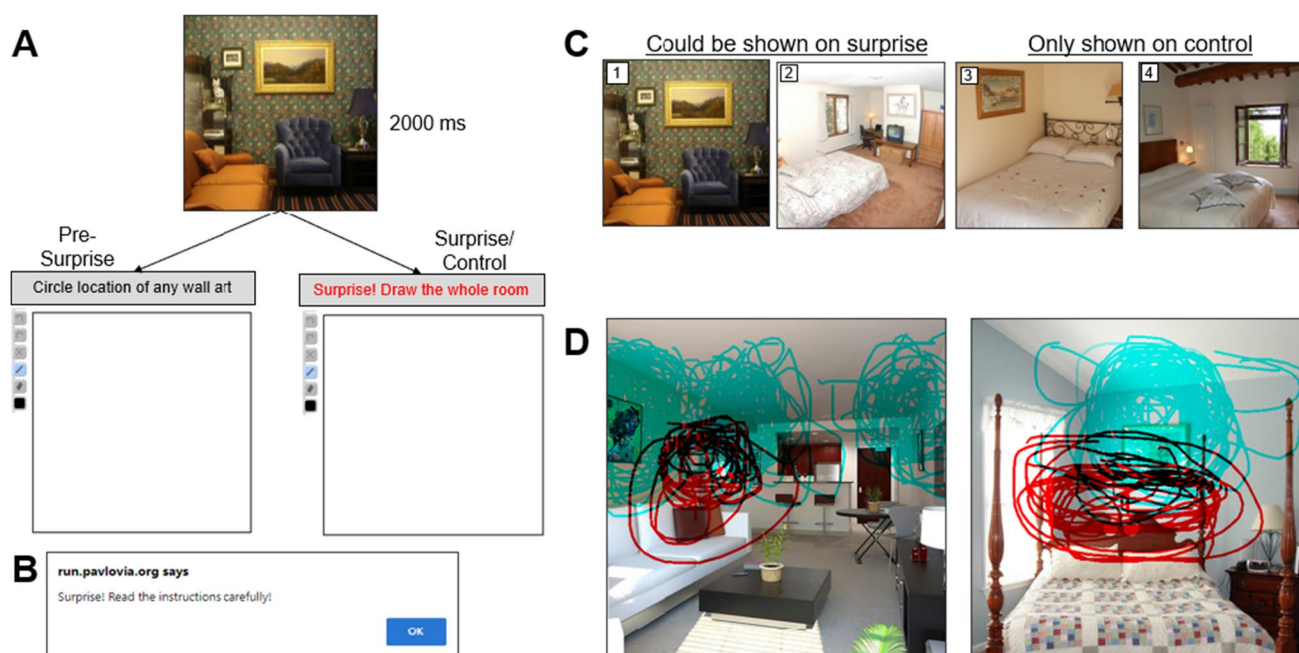 A
2000 ms
Pre-
Surprise
Surprise/
Control
Circle location of any wall art
Surprise! Draw the whole room
B
run.pavlovia.org says
Surprise! Read the instructions carefully!
OK
C
Could be shown on surprise
Only shown on control
1
2
3
4
D